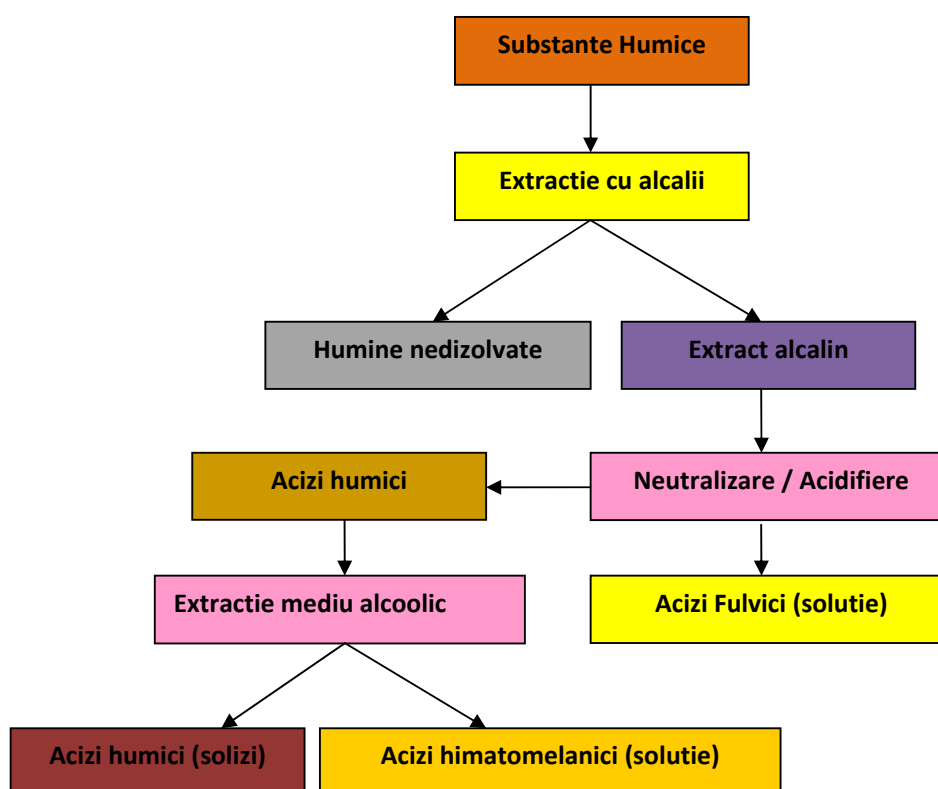 Substante Humice
Extractie cu alcalii
Humine nedizolvate
Extract alcalin
Acizi humici
Neutralizare / Acidifiere
Extractie mediu alcoolic
Acizi Fulvici (solutie)
Acizi humici (solizi)
Acizi himatomelanici (solutie)